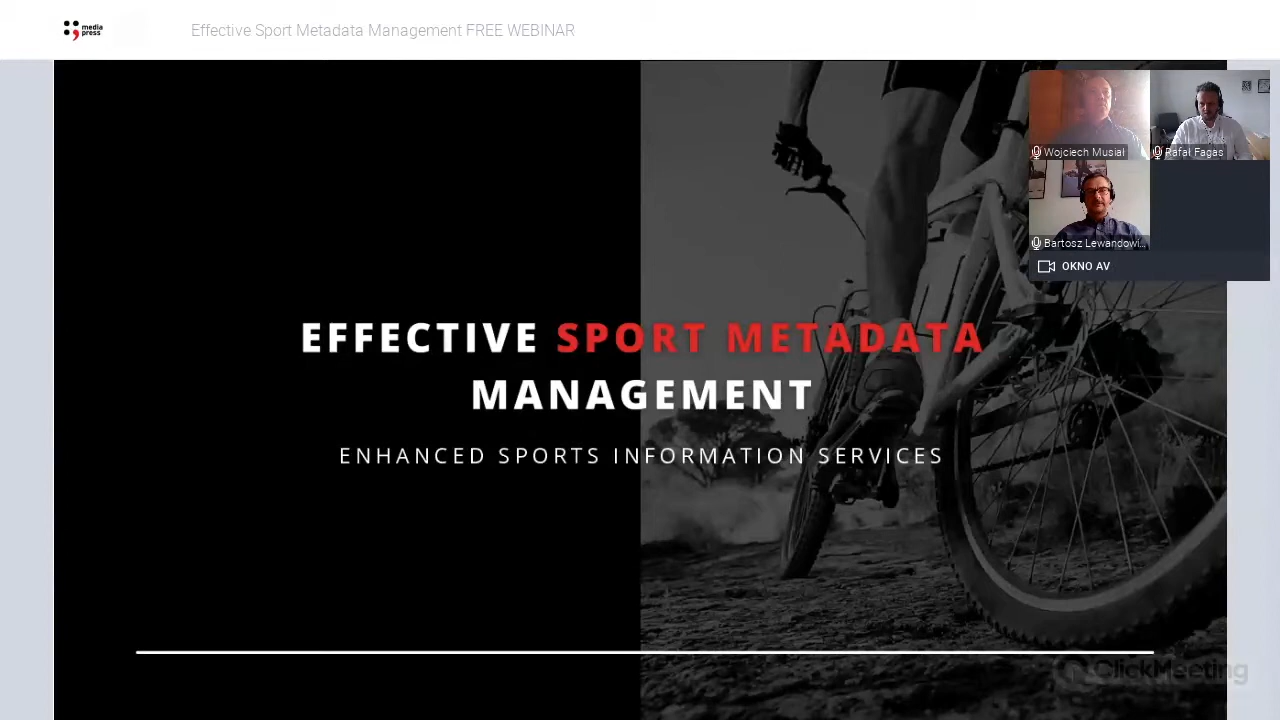 media
press
Effective Sport Metadata Management FREE WEBINAR
Wojciech Musiał
Rafał Fagas
Bartosz Lewandowi...
OKNO AV
EFFECTIVE SPORT METADATA
MANAGEMENT
ENHANCED SPORTS INFORMATION SERVICES
ClickMeeting